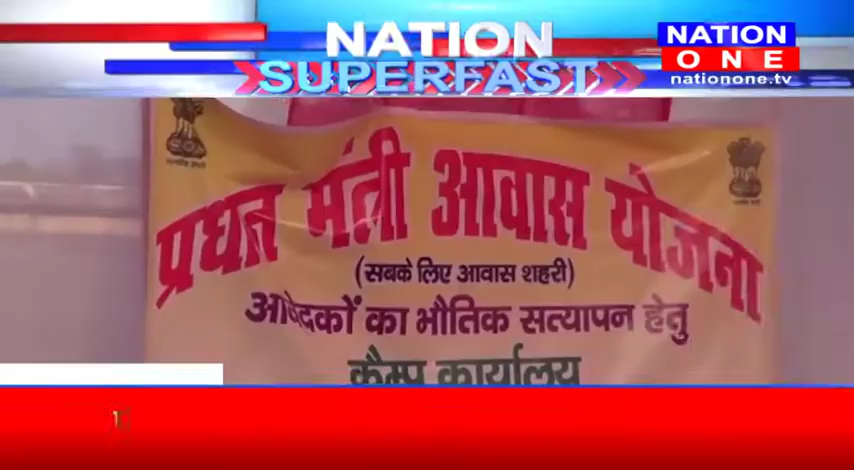 NATION
SUPERFAST
NATION
ONE
nationone.tv
प्रधान मंत्री आवास योजना
(सबके लिए आवास शहरी)
आवेदकों का भौतिक सत्यापन हेतु
कैम्प कार्यालय